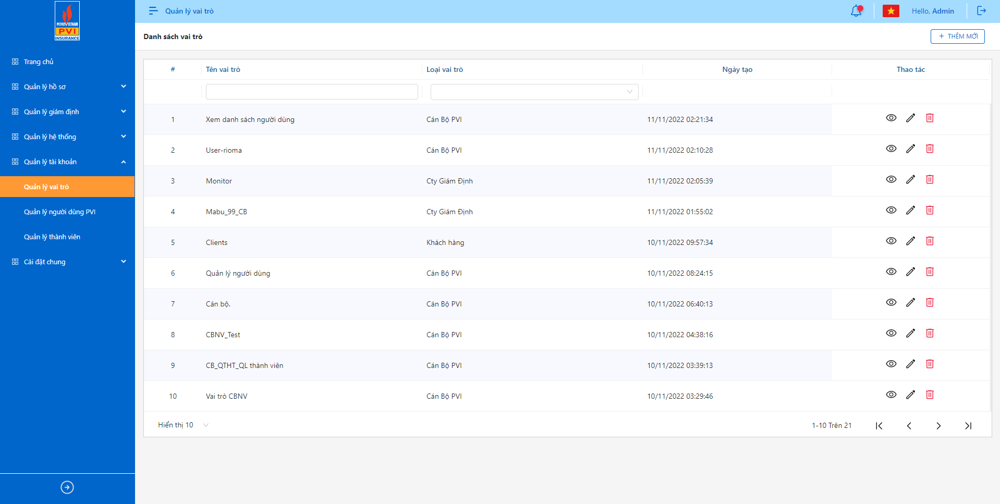 PETROVIETNAM
PVI
INSURANCE
Trang chủ
Quản lý hồ sơ
Quản lý giám định
Quản lý hệ thống
Quản lý tài khoản
Quản lý vai trò
Quản lý người dùng PVI
Quản lý thành viên
Cài đặt chung
Quản lý vai trò
Hello, Admin
Danh sách vai trò
+ THÊM MỚI
# Tên vai trò Loại vai trò Ngày tạo Thao tác
1 Xem danh sách người dùng Cán Bộ PVI 11/11/2022 02:21:34
2 User-rioma Cán Bộ PVI 11/11/2022 02:10:28
3 Monitor Cty Giám Định 11/11/2022 02:05:39
4 Mabu_99_CB Cty Giám Định 11/11/2022 01:55:02
5 Clients Khách hàng 10/11/2022 09:57:34
6 Quản lý người dùng Cán Bộ PVI 10/11/2022 08:24:15
7 Cán bộ. Cán Bộ PVI 10/11/2022 06:40:13
8 CBNV_Test Cán Bộ PVI 10/11/2022 04:38:16
9 CB_QTHT_QL thành viên Cán Bộ PVI 10/11/2022 03:39:13
10 Vai trò CBNV Cán Bộ PVI 10/11/2022 03:29:46
Hiển thị 10
1-10 Trên 21